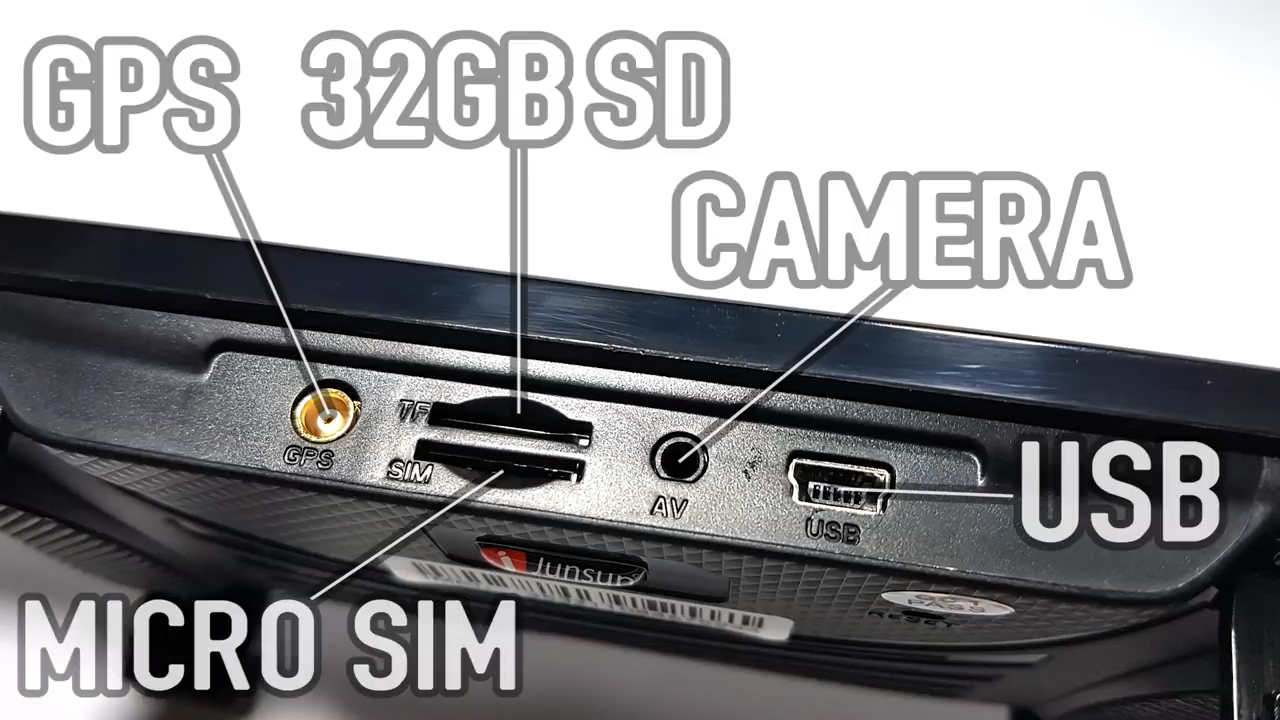 GPS 32GB SD
CAMERA
TF
GPS
SIM
AV
USB
USB
Junsun
RESET
MICRO SIM